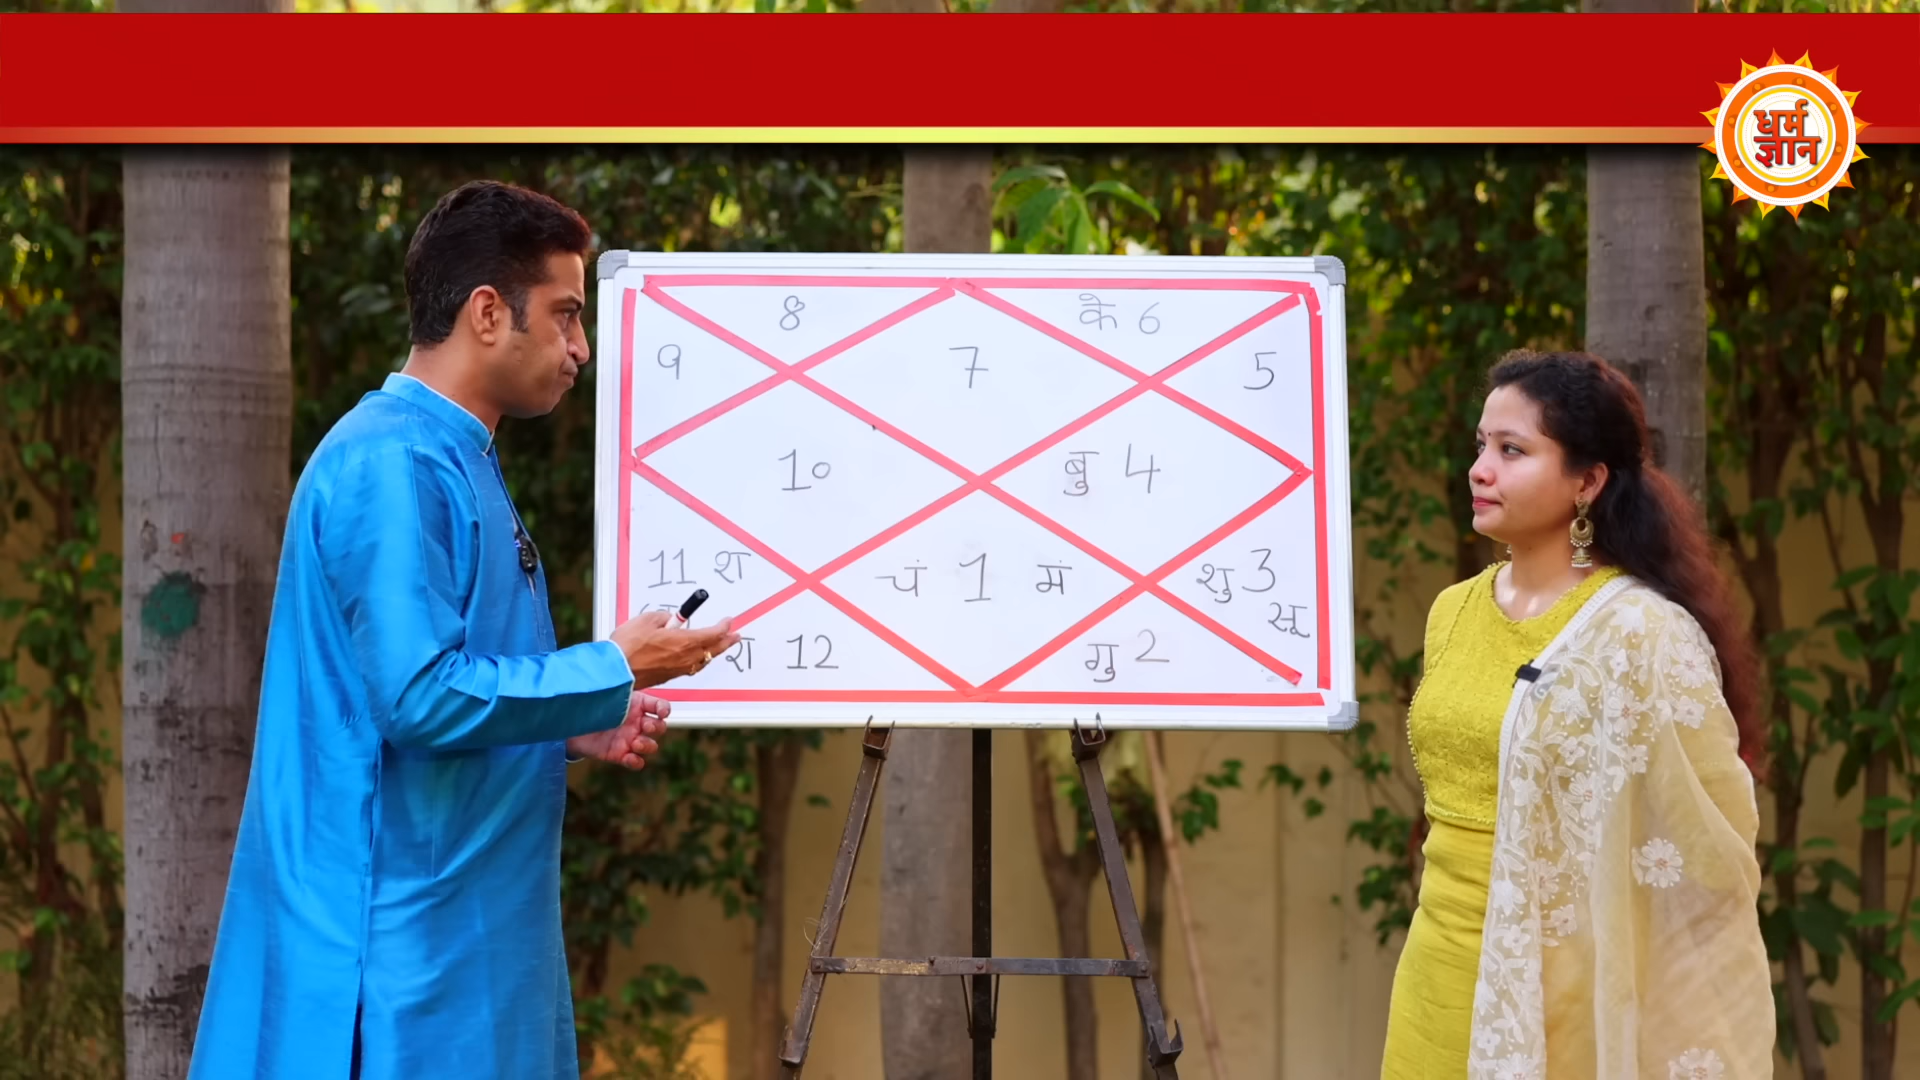 धर्म
ज्ञान
8
के 6
9
7
5
10
बु 4
11 श
चं 1 मं
शु 3
सू
रा 12
गु 2